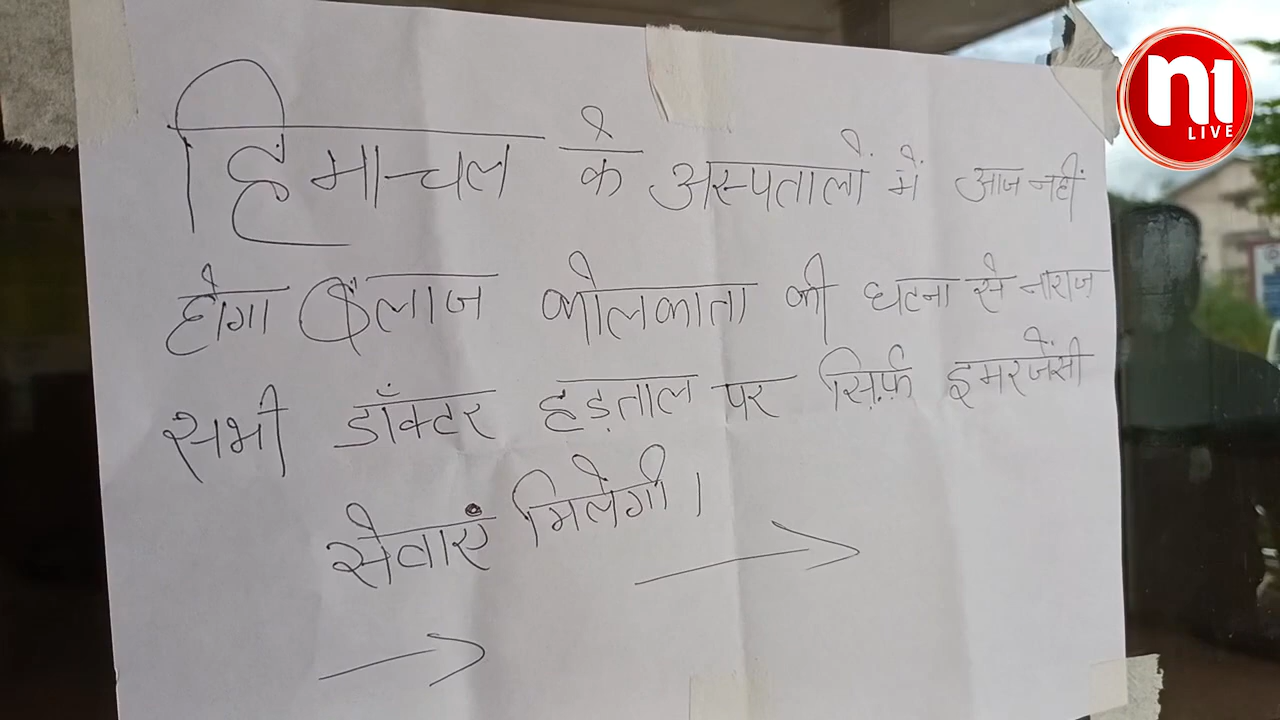 n1
LIVE
हिमाचल के अस्पतालों में आज नहीं
होगा इलाज कोलकाता की घटना से नाराज
सभी डॉक्टर हड़ताल पर सिर्फ़ इमरजेंसी
सेवाएं मिलेगी।